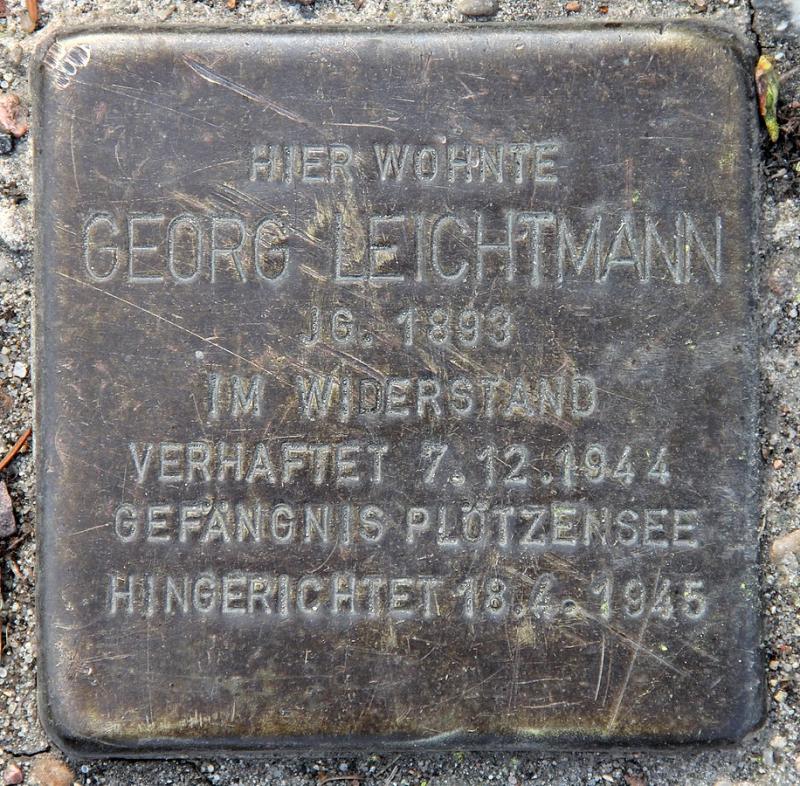 HIER WOHNTE
GEORG LEICHTMANN
JG. 1893
IM WIDERSTAND
VERHAFTET 7.12.1944
GEFÄNGNIS PLÖTZENSEE
HINGERICHTET 18.4.1945